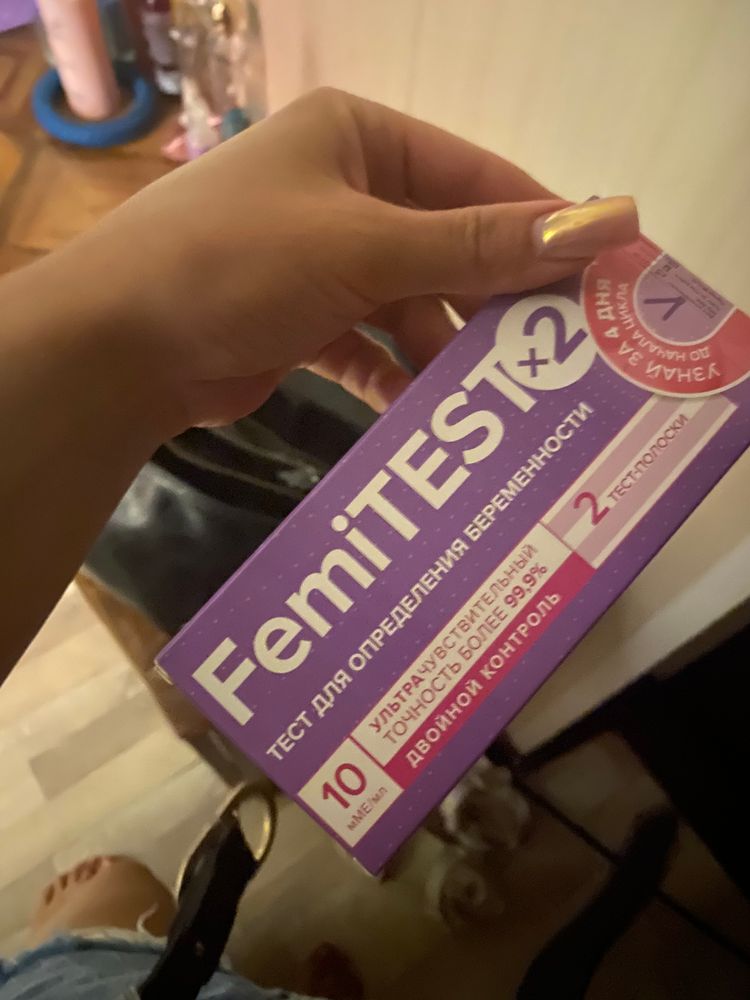 FemiTEST×2
ТЕСТ ДЛЯ ОПРЕДЕЛЕНИЯ БЕРЕМЕННОСТИ
10
мМЕ/мл
УЛЬТРАЧУВСТВИТЕЛЬНЫЙ
ТОЧНОСТЬ БОЛЕЕ 99,9%
ДВОЙНОЙ КОНТРОЛЬ
2 ТЕСТ-ПОЛОСКИ
УЗНАЙ ЗА 4 ДНЯ
ДО НАЧАЛА ЦИКЛА